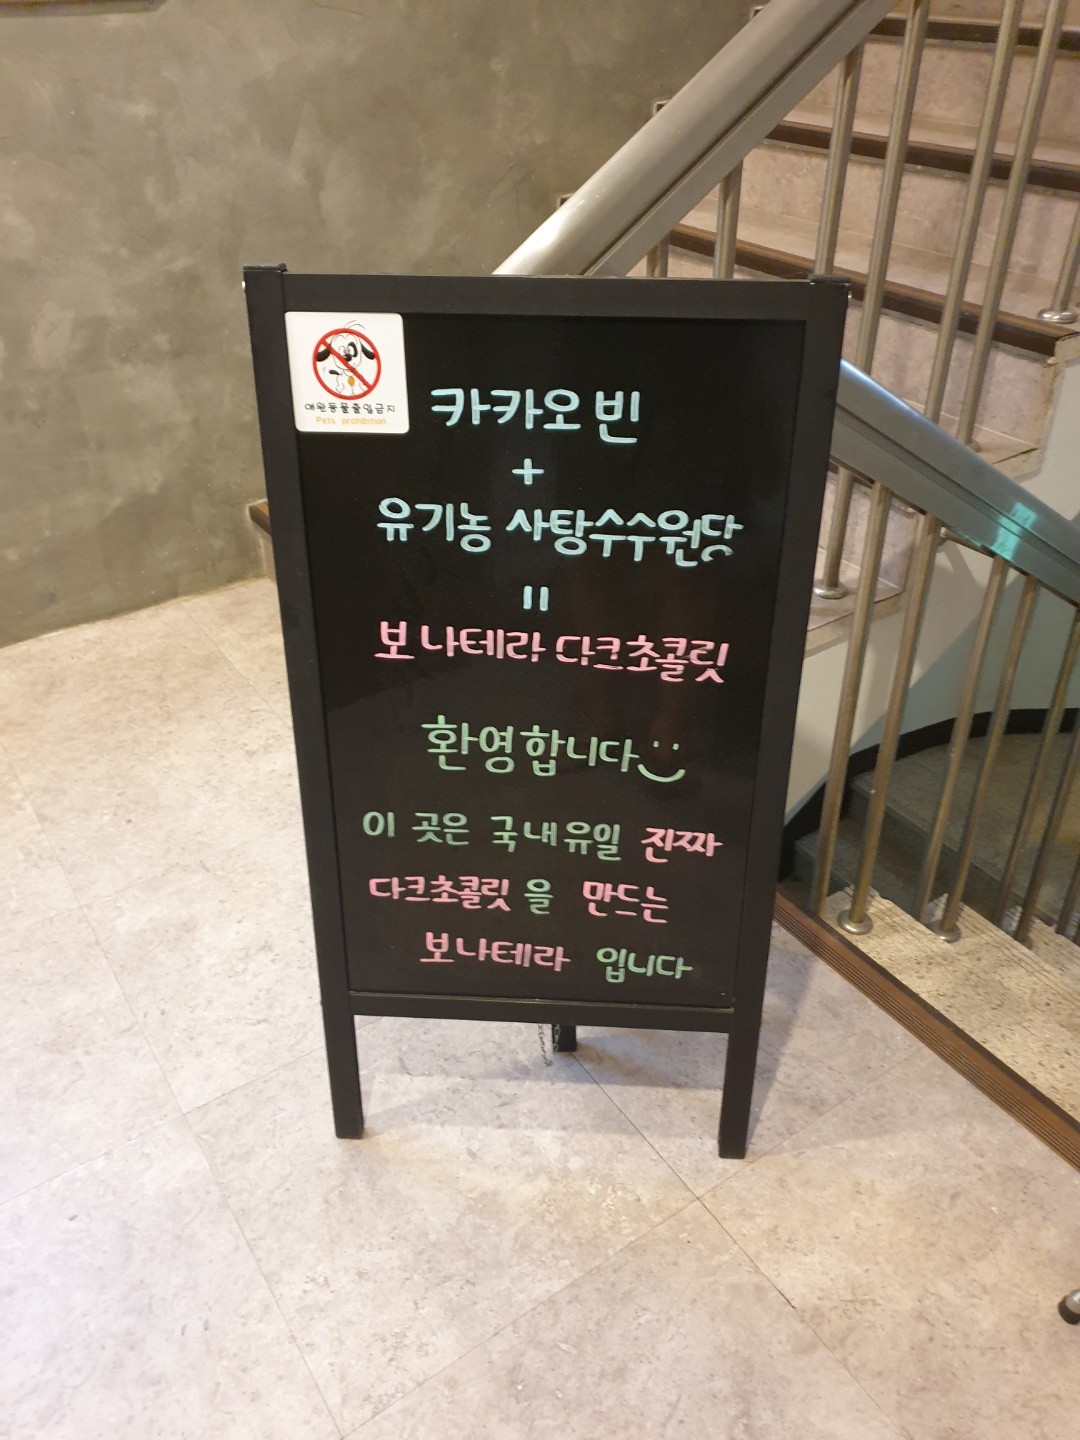 애완동물출입금지
Pets prohibition
카카오빈
+
유기농 사탕수수원당
=
보나테라 다크초콜릿
환영합니다
이 곳은 국내유일 진짜
다크초콜릿을 만드는
보나테라 입니다